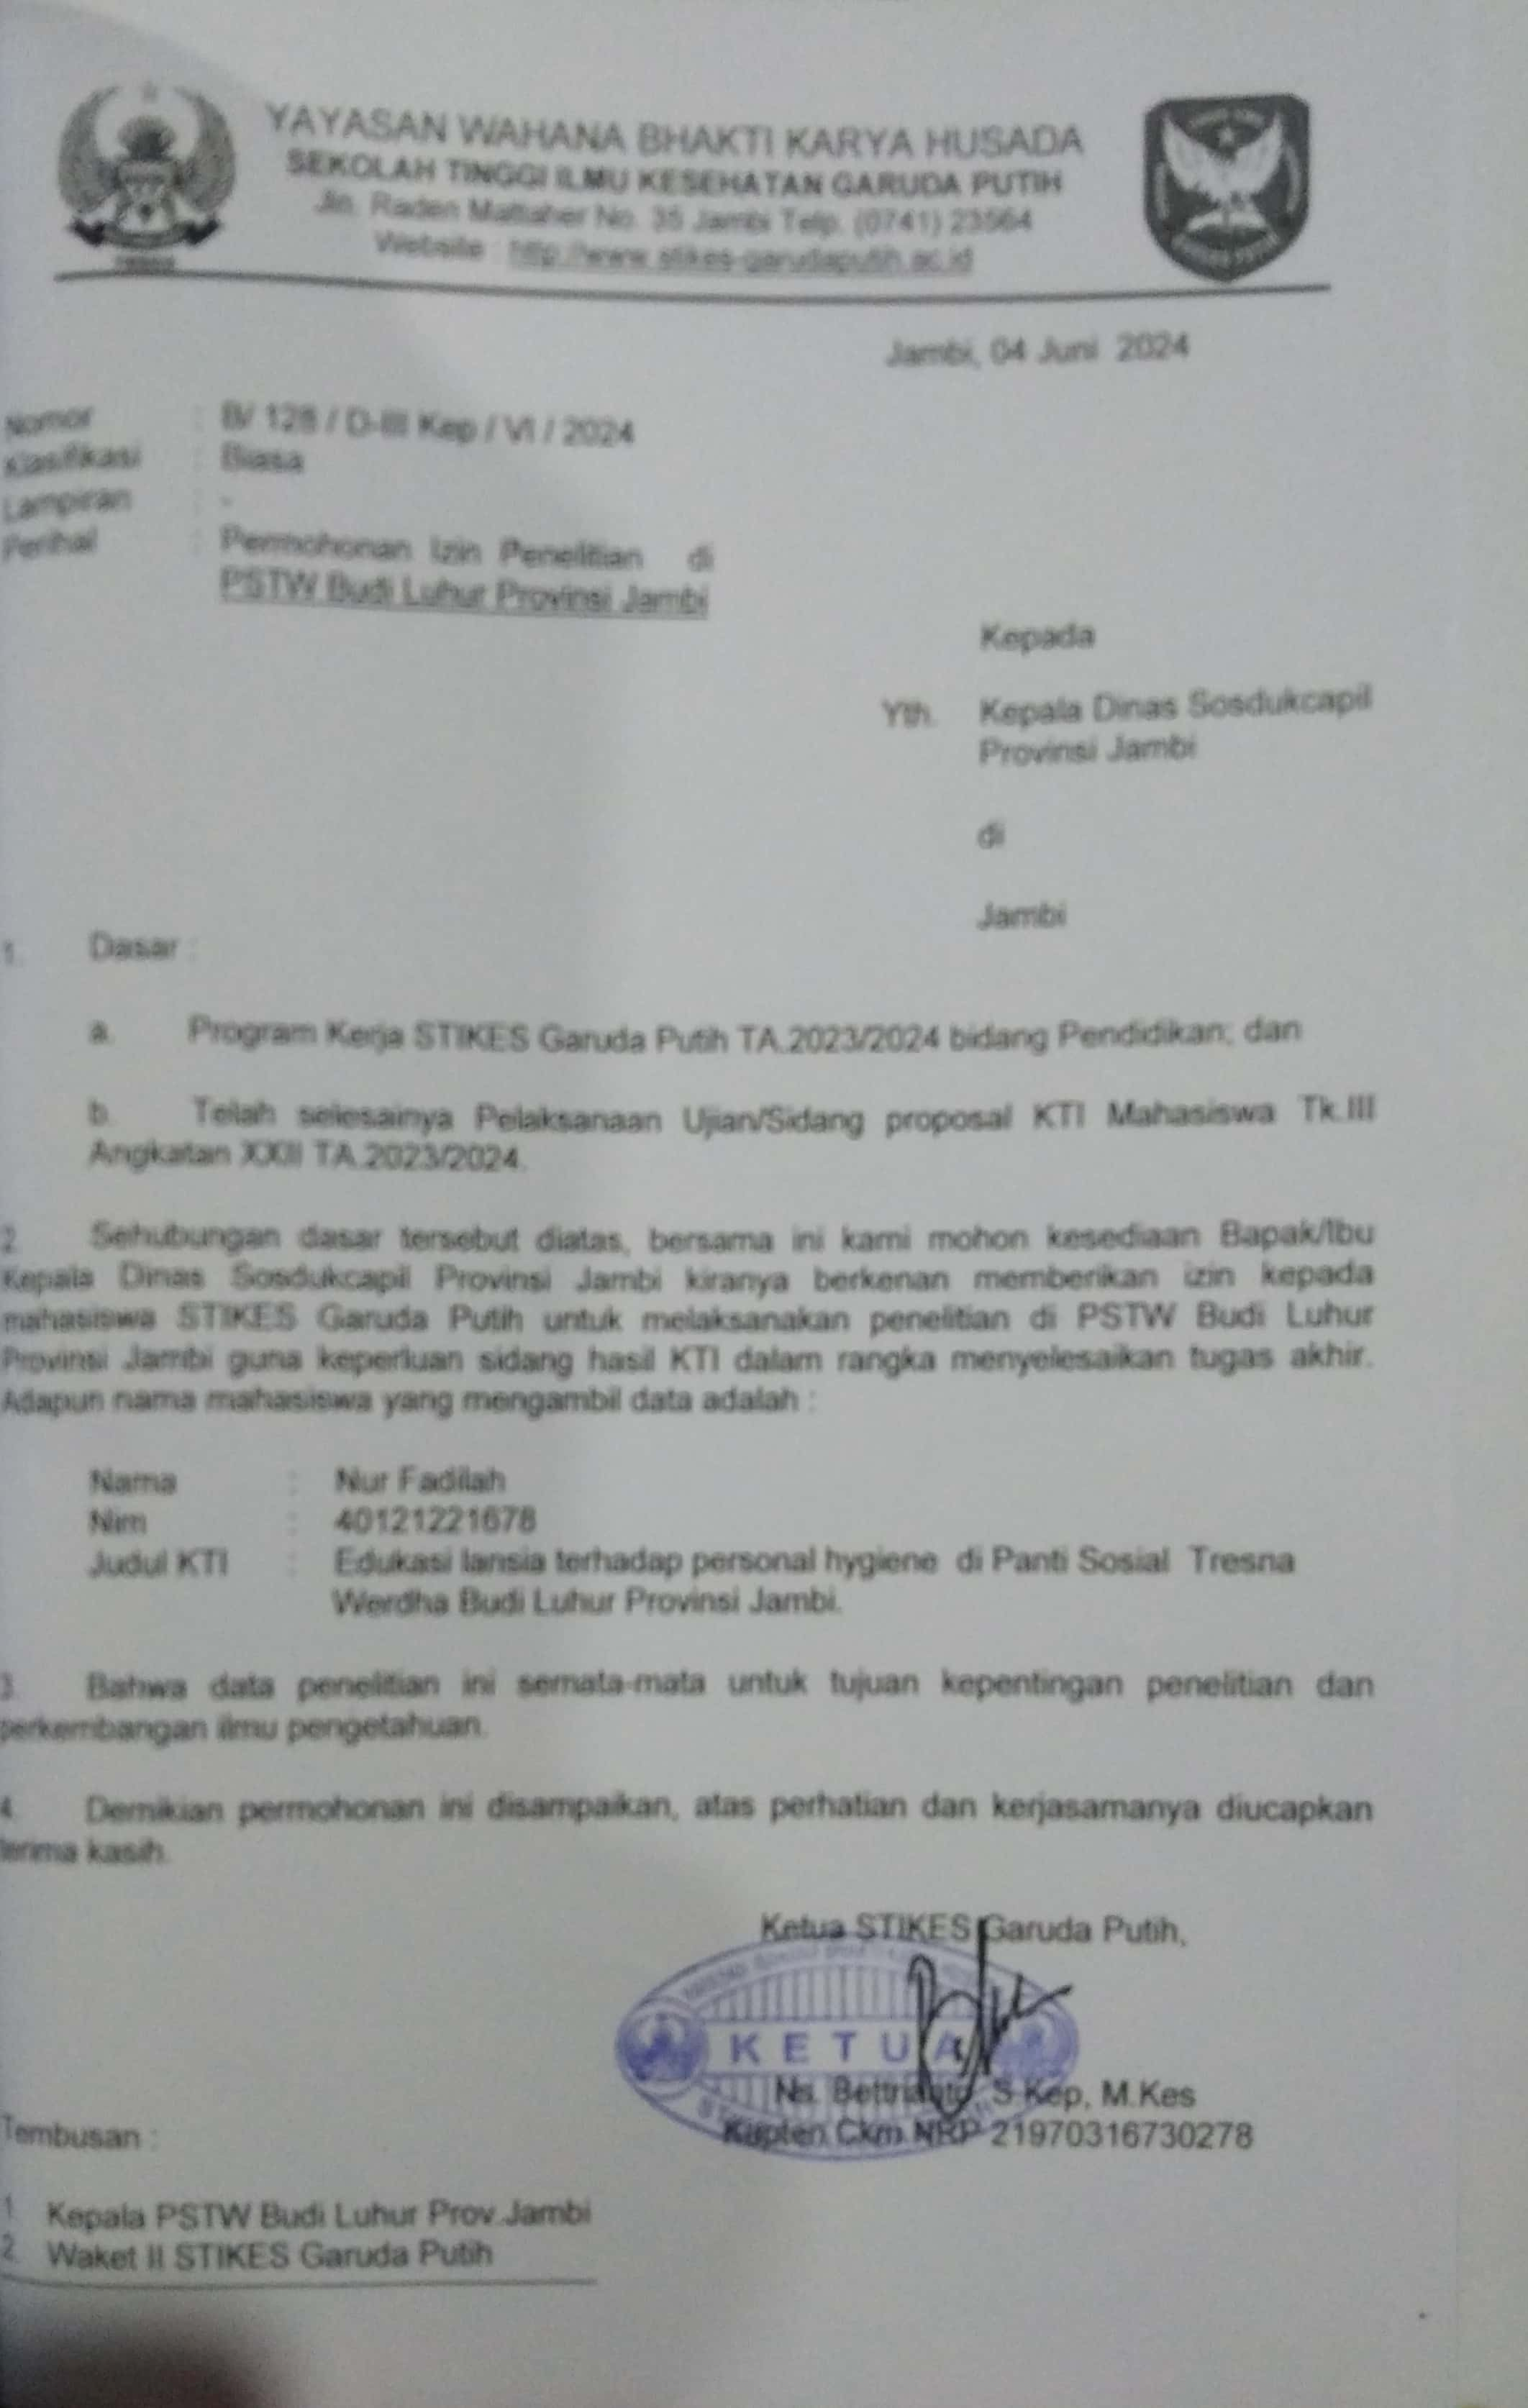 YAYASAN WAHANA BHAKTI KARYA HUSADA
SEKOLAH TINGGI ILMU KESEHATAN GARUDA PUTIH
Jln. Raden Mattaher No. 35 Jambi Telp. (0741) 23564
Website : http://www.stikes-garudaputih.ac.id
Jambi, 04 Juni 2024
Nomor : B/ 128 / D-III Kep / VI / 2024
Klasifikasi : Biasa
Lampiran : -
Perihal : Permohonan Izin Penelitian di
PSTW Budi Luhur Provinsi Jambi
Kepada
Yth. Kepala Dinas Sosdukcapil
Provinsi Jambi
di
Jambi
1. Dasar :
a. Program Kerja STIKES Garuda Putih TA.2023/2024 bidang Pendidikan; dan
b. Telah selesainya Pelaksanaan Ujian/Sidang proposal KTI Mahasiswa Tk.III
Angkatan XXII TA.2023/2024.
2. Sehubungan dasar tersebut diatas, bersama ini kami mohon kesediaan Bapak/Ibu
Kepala Dinas Sosdukcapil Provinsi Jambi kiranya berkenan memberikan izin kepada
mahasiswa STIKES Garuda Putih untuk melaksanakan penelitian di PSTW Budi Luhur
Provinsi Jambi guna keperluan sidang hasil KTI dalam rangka menyelesaikan tugas akhir.
Adapun nama mahasiswa yang mengambil data adalah :
Nama : Nur Fadilah
Nim : 40121221678
Judul KTI : Edukasi lansia terhadap personal hygiene di Panti Sosial Tresna
Werdha Budi Luhur Provinsi Jambi.
3. Bahwa data penelitian ini semata-mata untuk tujuan kepentingan penelitian dan
perkembangan ilmu pengetahuan.
4. Demikian permohonan ini disampaikan, atas perhatian dan kerjasamanya diucapkan
terima kasih.
Ketua STIKES Garuda Putih,
KETUA
Ns. Bettrianto, S.Kep, M.Kes
Kapten Ckm NRP 21970316730278
Tembusan :
1. Kepala PSTW Budi Luhur Prov.Jambi
2. Waket II STIKES Garuda Putih